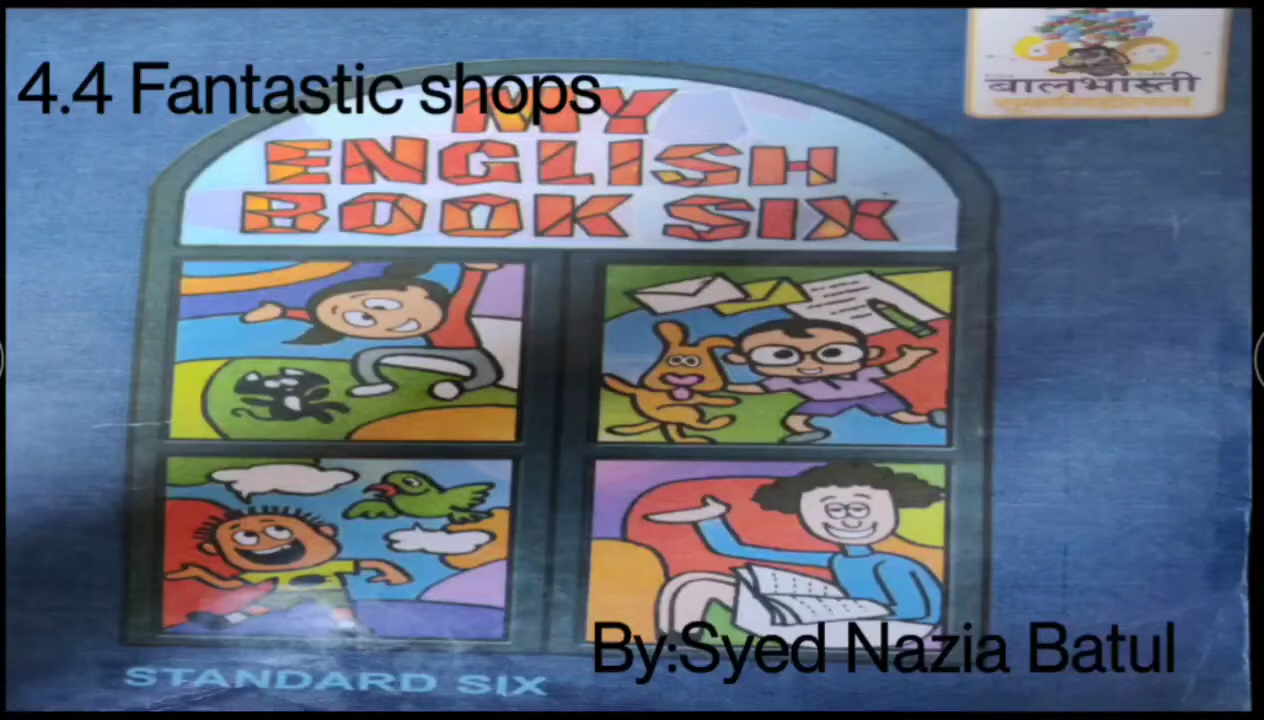 4.4 Fantastic shops
बालभारती
MY
ENGLISH
BOOK SIX
STANDARD SIX
By:Syed Nazia Batul